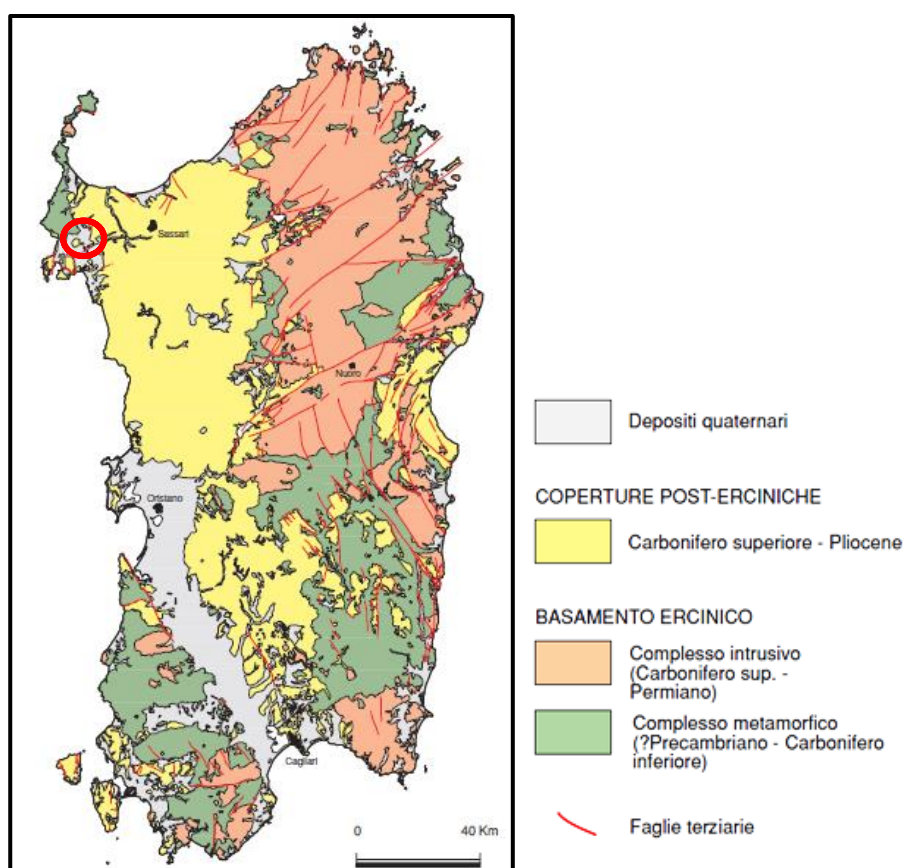 Sassari
Nuoro
Oristano
Cagliari
0 40 Km
Depositi quaternari
COPERTURE POST-ERCINICHE
Carbonifero superiore - Pliocene
BASAMENTO ERCINICO
Complesso intrusivo
(Carbonifero sup. -
Permiano)
Complesso metamorfico
(?Precambriano - Carbonifero
inferiore)
Faglie terziarie